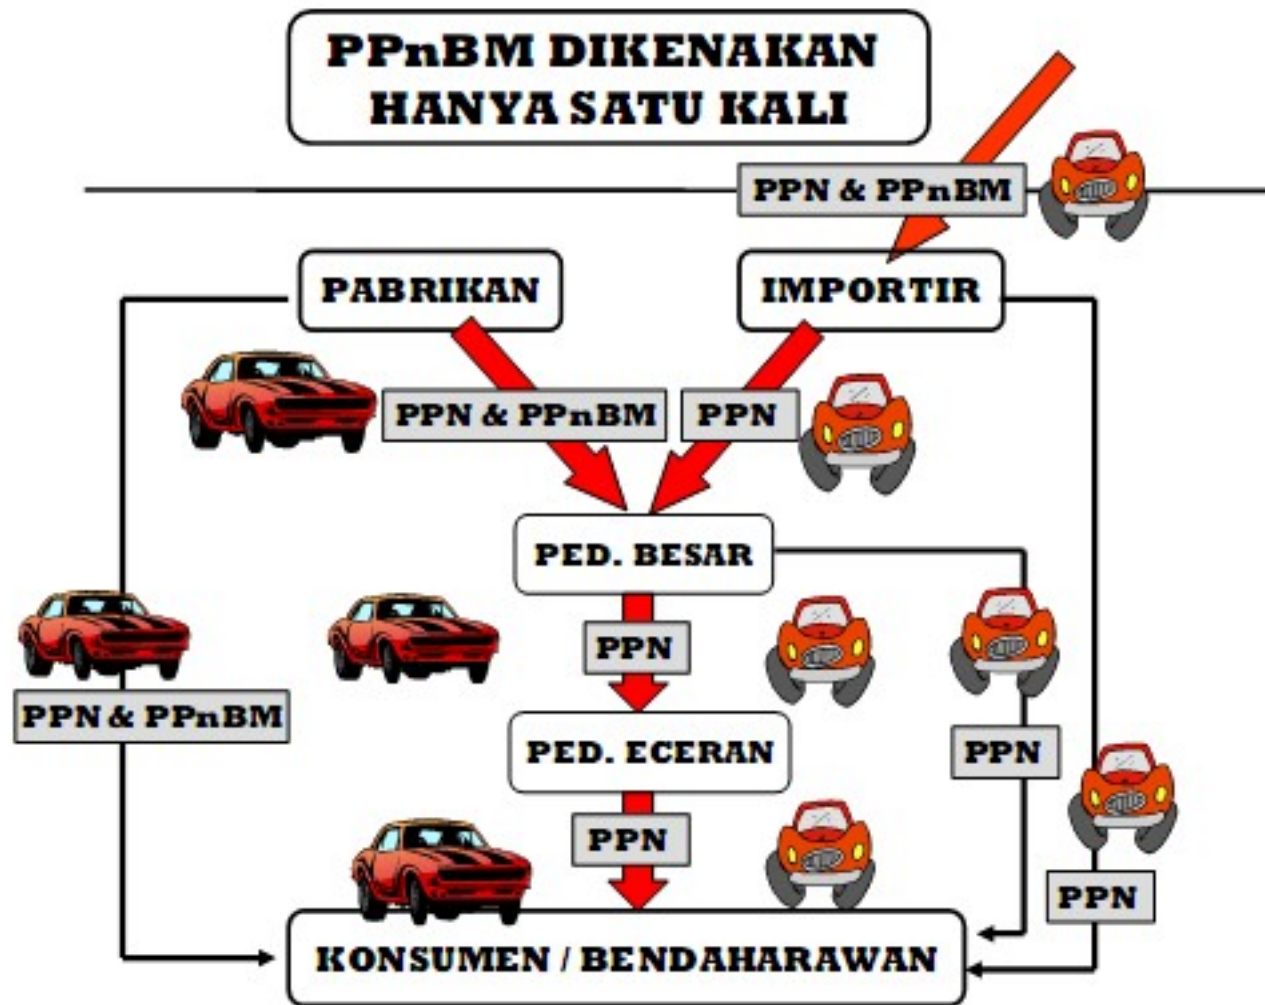 PPnBM DIKENAKAN
HANYA SATU KALI
PPN & PPnBM
PABRIKAN
IMPORTIR
PPN & PPnBM
PPN
PED. BESAR
PPN
PPN & PPnBM
PED. ECERAN
PPN
PPN
PPN
KONSUMEN / BENDAHARAWAN